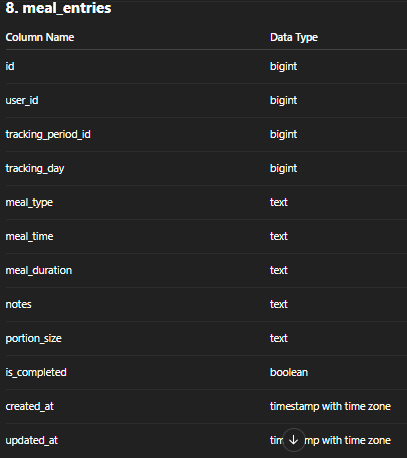 8. meal_entries
Column Name Data Type
id bigint
user_id bigint
tracking_period_id bigint
tracking_day bigint
meal_type text
meal_time text
meal_duration text
notes text
portion_size text
is_completed boolean
created_at timestamp with time zone
updated_at with time zone